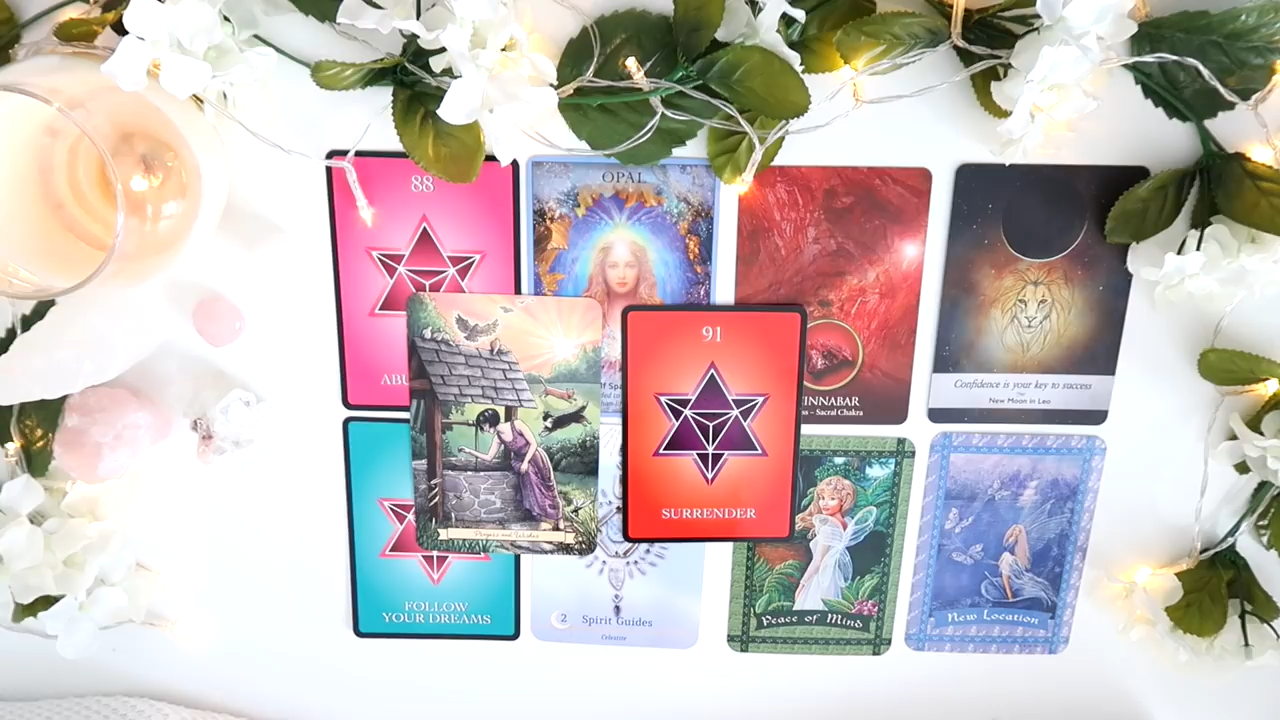 88
OPAL
CINNABAR
Sacral Chakra
Confidence is your key to success
New Moon in Leo
Prayers and Wishes
91
SURRENDER
FOLLOW
YOUR DREAMS
2 Spirit Guides
Celestite
Peace of Mind
New Location